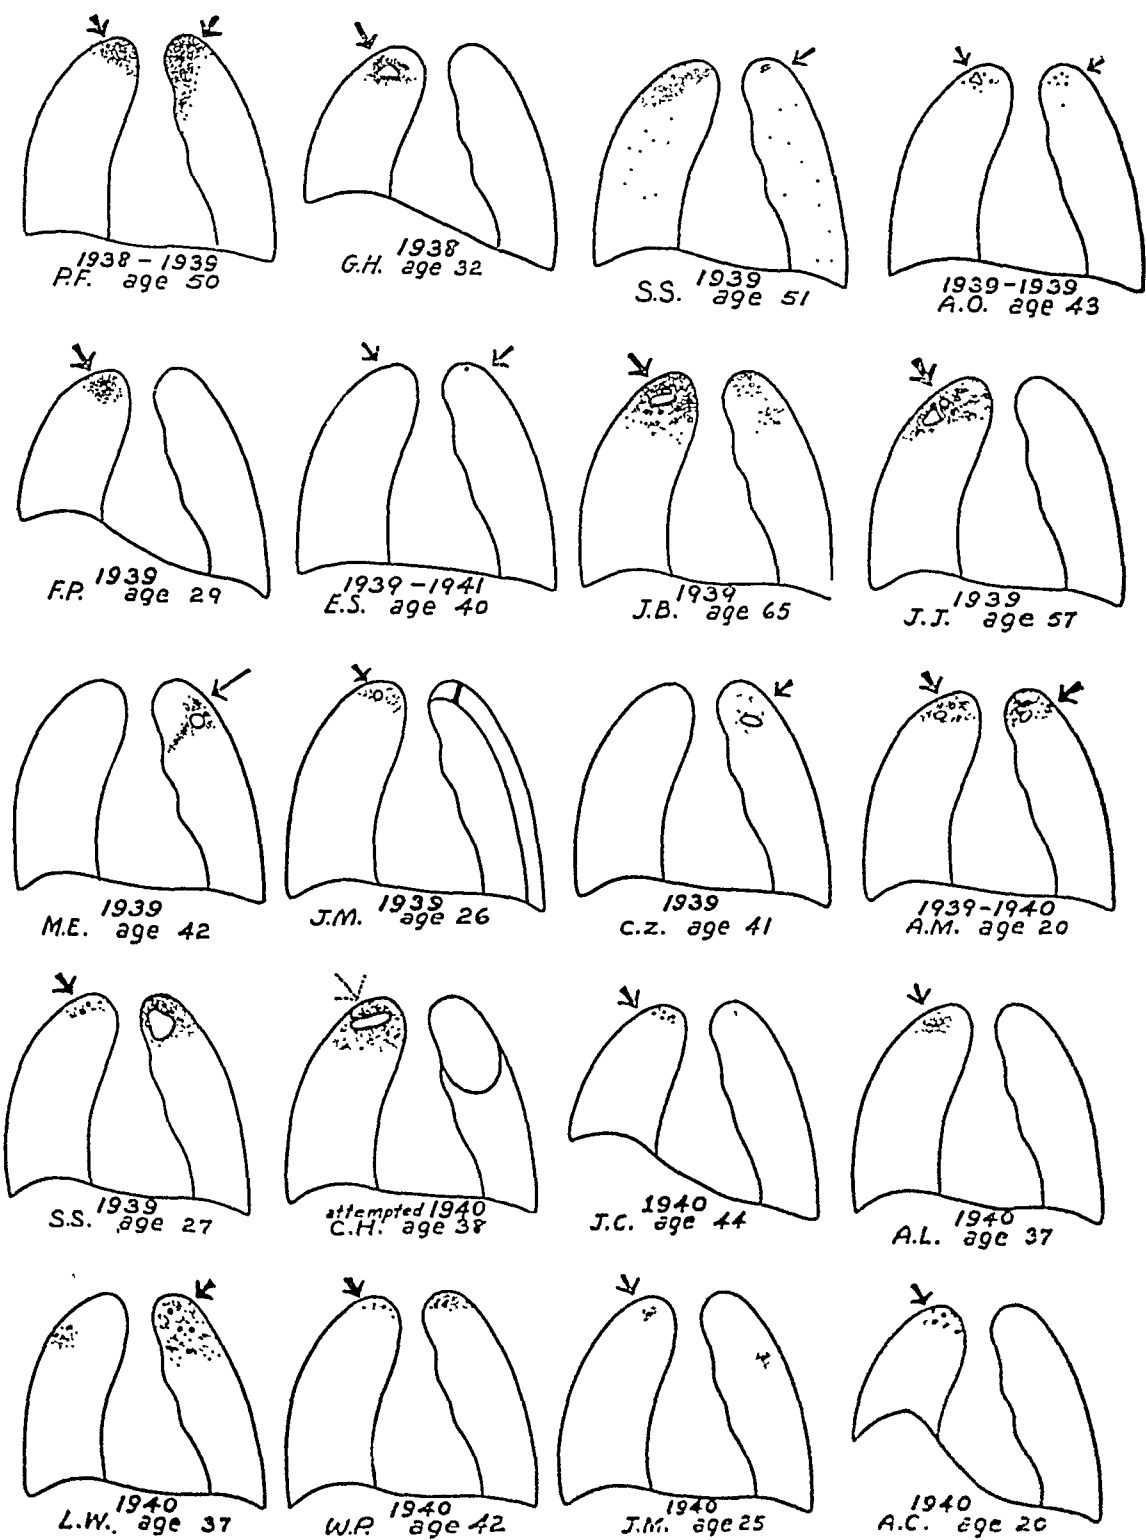 1938-1939
P.F. age 50
1938
G.H. age 32
1939
S.S. age 51
1939-1939
A.O. age 43
1939
F.P. age 29
1939-1941
E.S. age 40
1939
J.B. age 65
1939
J.J. age 57
1939
M.E. age 42
1939
J.M. age 26
1939
C.Z. age 41
1939-1940
A.M. age 20
1939
S.S. age 27
attempted 1940
C.H. age 38
1940
J.C. age 44
1940
A.L. age 37
1940
L.W. age 37
1940
W.P. age 42
1940
J.M. age 25
1940
A.C. age 20